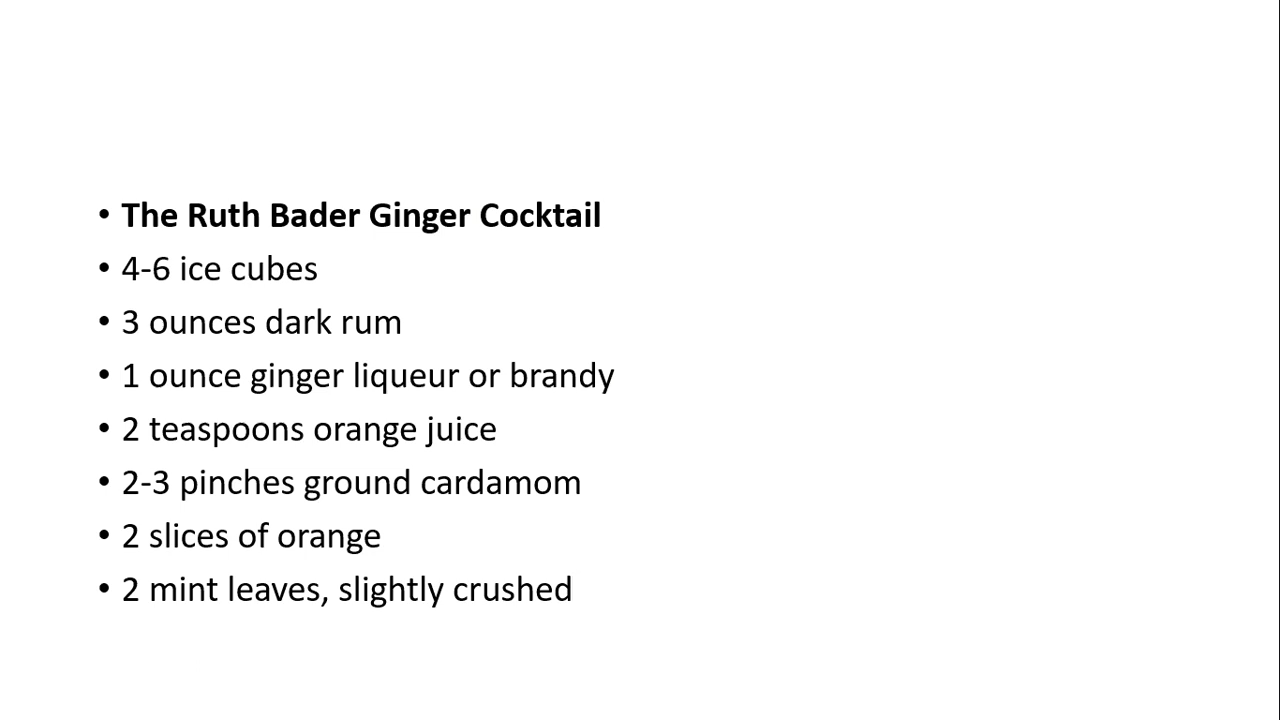 • The Ruth Bader Ginger Cocktail
• 4-6 ice cubes
• 3 ounces dark rum
• 1 ounce ginger liqueur or brandy
• 2 teaspoons orange juice
• 2-3 pinches ground cardamom
• 2 slices of orange
• 2 mint leaves, slightly crushed